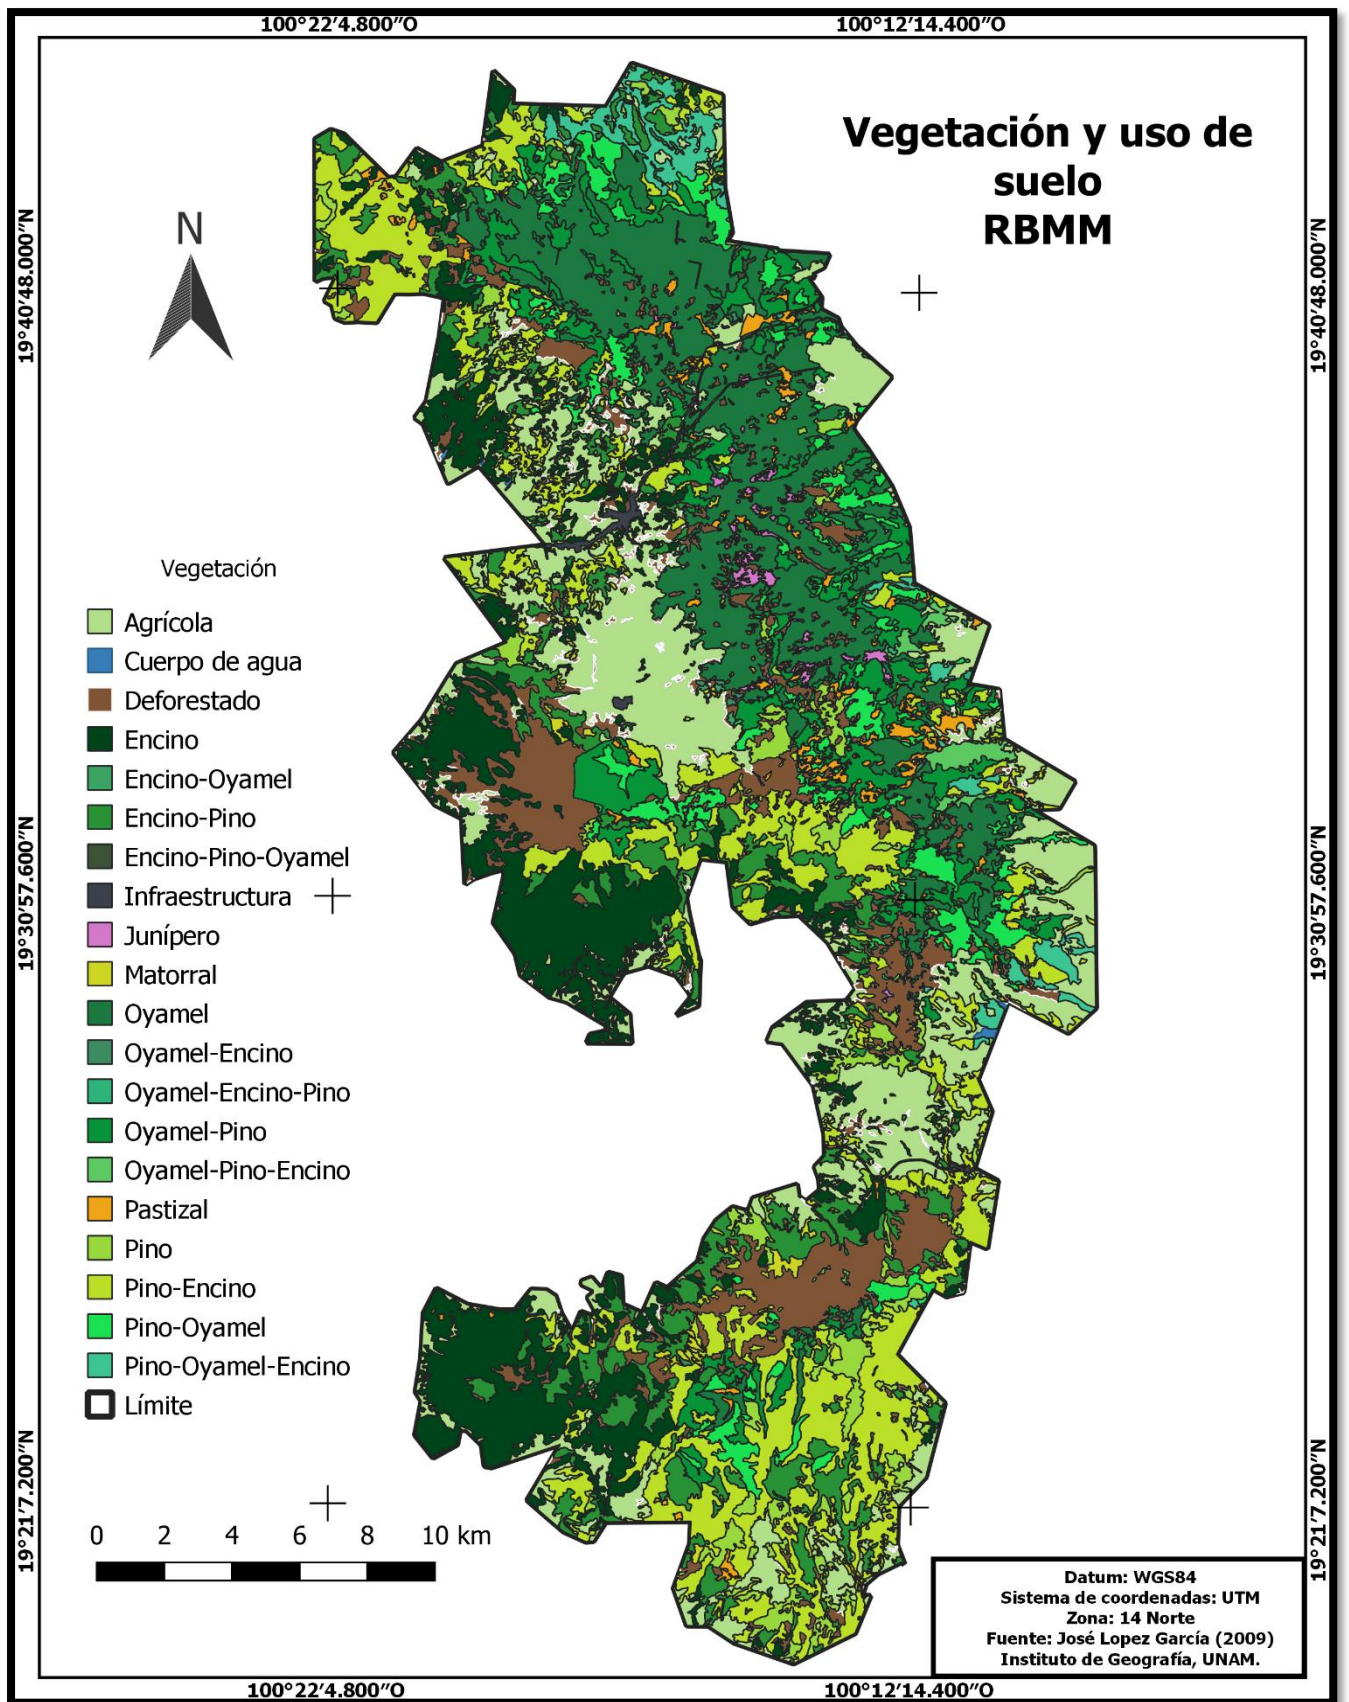 100°22′4.800″O 100°12′14.400″O
Vegetación y uso de
suelo
RBMM
N
19°40′48.000″N
19°40′48.000″N
Vegetación
Agrícola
Cuerpo de agua
Deforestado
Encino
Encino-Oyamel
Encino-Pino
Encino-Pino-Oyamel
Infraestructura
Junípero
Matorral
Oyamel
Oyamel-Encino
Oyamel-Encino-Pino
Oyamel-Pino
Oyamel-Pino-Encino
Pastizal
Pino
Pino-Encino
Pino-Oyamel
Pino-Oyamel-Encino
Límite
19°30′57.600″N
19°30′57.600″N
19°21′7.200″N
19°21′7.200″N
0 2 4 6 8 10 km
Datum: WGS84
Sistema de coordenadas: UTM
Zona: 14 Norte
Fuente: José Lopez García (2009)
Instituto de Geografía, UNAM.
100°22′4.800″O 100°12′14.400″O